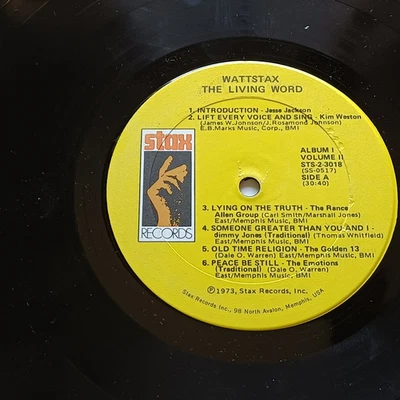 WATTSTAX
THE LIVING WORD
1. INTRODUCTION - Jesse Jackson
2. LIFT EVERY VOICE AND SING - Kim Weston
(James W. Johnson/J. Rosamond Johnson)
E.B. Marks Music, Corp., BMI
stax
RECORDS
ALBUM I
VOLUME II
STS-2-3018
(SS-0517)
SIDE A
(30:40)
3. LYING ON THE TRUTH - The Rance
Allen Group (Carl Smith/Marshall Jones)
East/Memphis Music, BMI
4. SOMEONE GREATER THAN YOU AND I -
Jimmy Jones (Traditional) (Thomas Whitfield)
East/Memphis Music, BMI
5. OLD TIME RELIGION - The Golden 13
(Dale O. Warren) East/Memphis Music, BMI
6. PEACE BE STILL - The Emotions
(Traditional) (Dale O. Warren)
East/Memphis Music, BMI
℗1973, Stax Records, Inc.
Stax Records Inc., 98 North Avalon, Memphis, USA